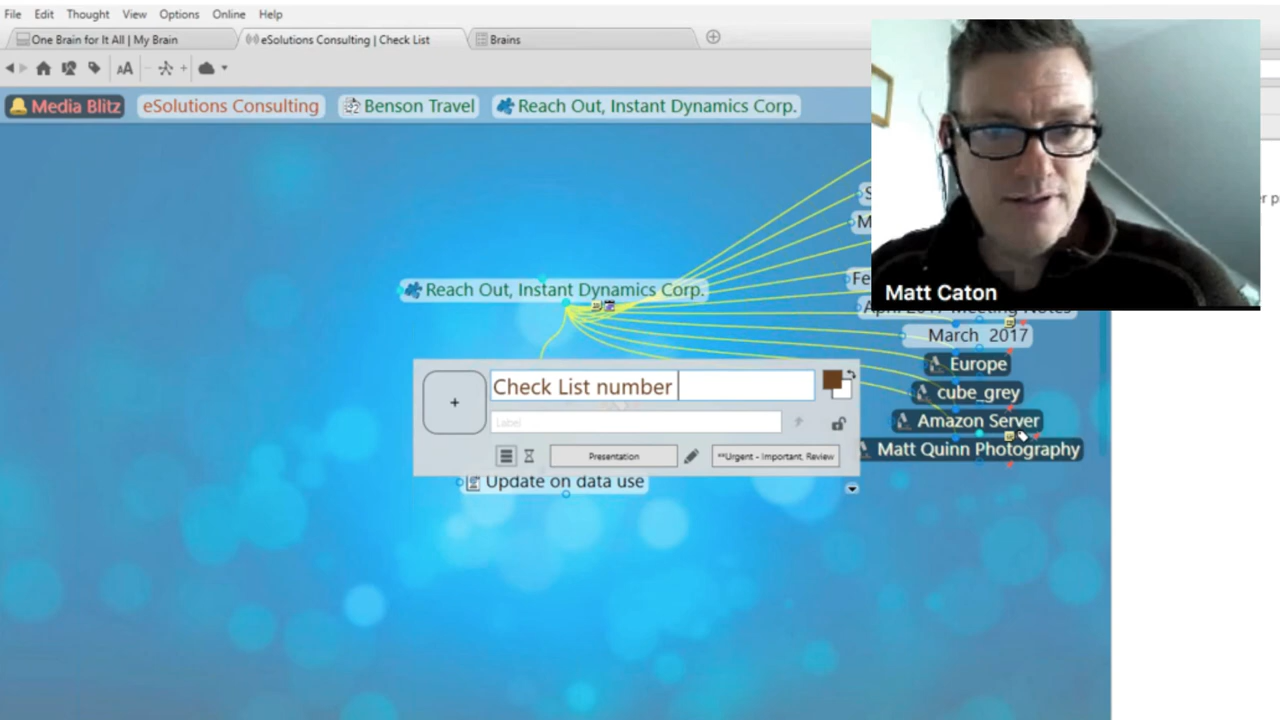 File Edit Thought View Options Online Help
One Brain for It All | My Brain eSolutions Consulting | Check List Brains
AA
Media Blitz eSolutions Consulting Benson Travel Reach Out, Instant Dynamics Corp.
Reach Out, Instant Dynamics Corp.
Matt Caton
March 2017
Europe
Check List number
cube_grey
Label
Amazon Server
Presentation **Urgent - Important, Review
Matt Quinn Photography
Update on data use